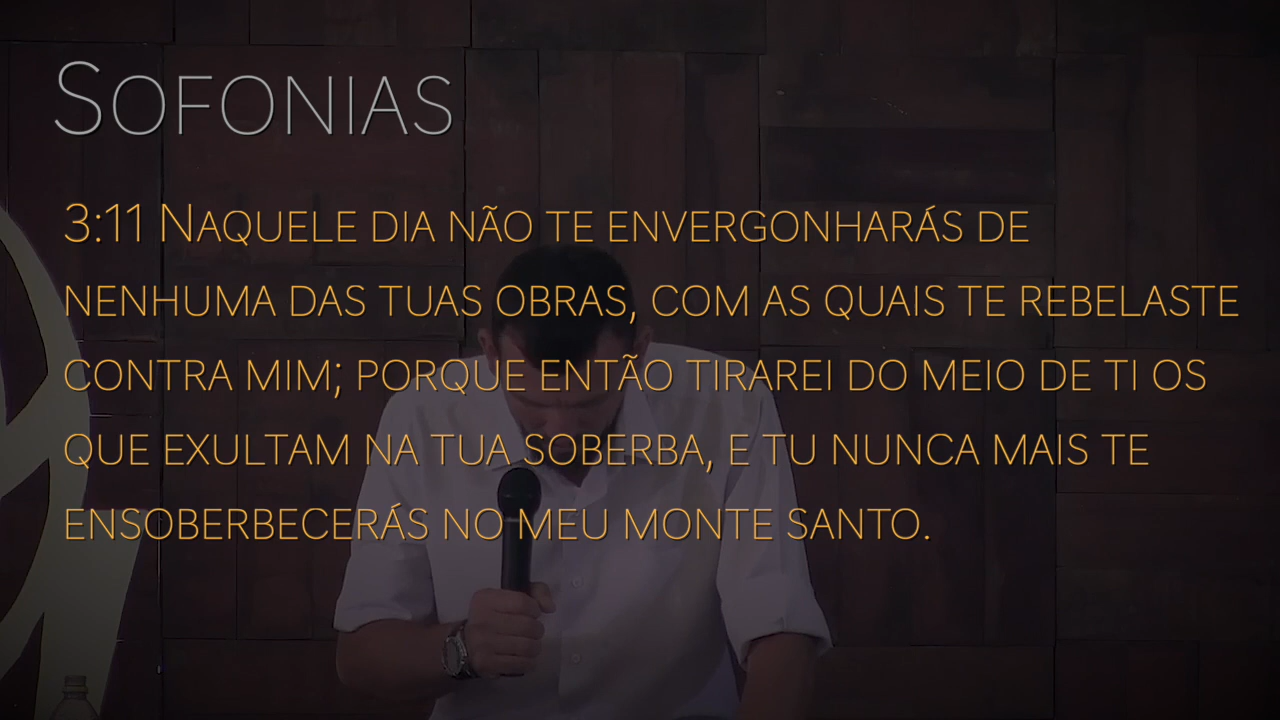 Sofonias
3:11 Naquele dia não te envergonharás de
nenhuma das tuas obras, com as quais te rebelaste
contra mim; porque então tirarei do meio de ti os
que exultam na tua soberba, e tu nunca mais te
ensoberbecerás no meu monte santo.